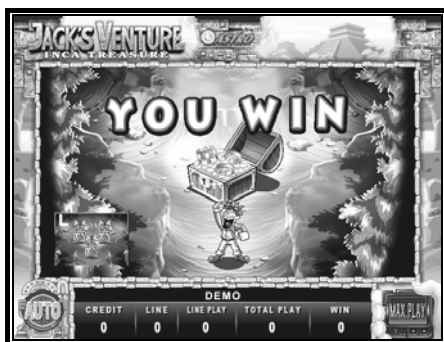 JACK'S VENTURE
INCA TREASURE
ASTRO
YOU WIN
DEMO
CREDIT LINE LINE PLAY TOTAL PLAY WIN
0 0 0 0 0
AUTO
MAX.PLAY